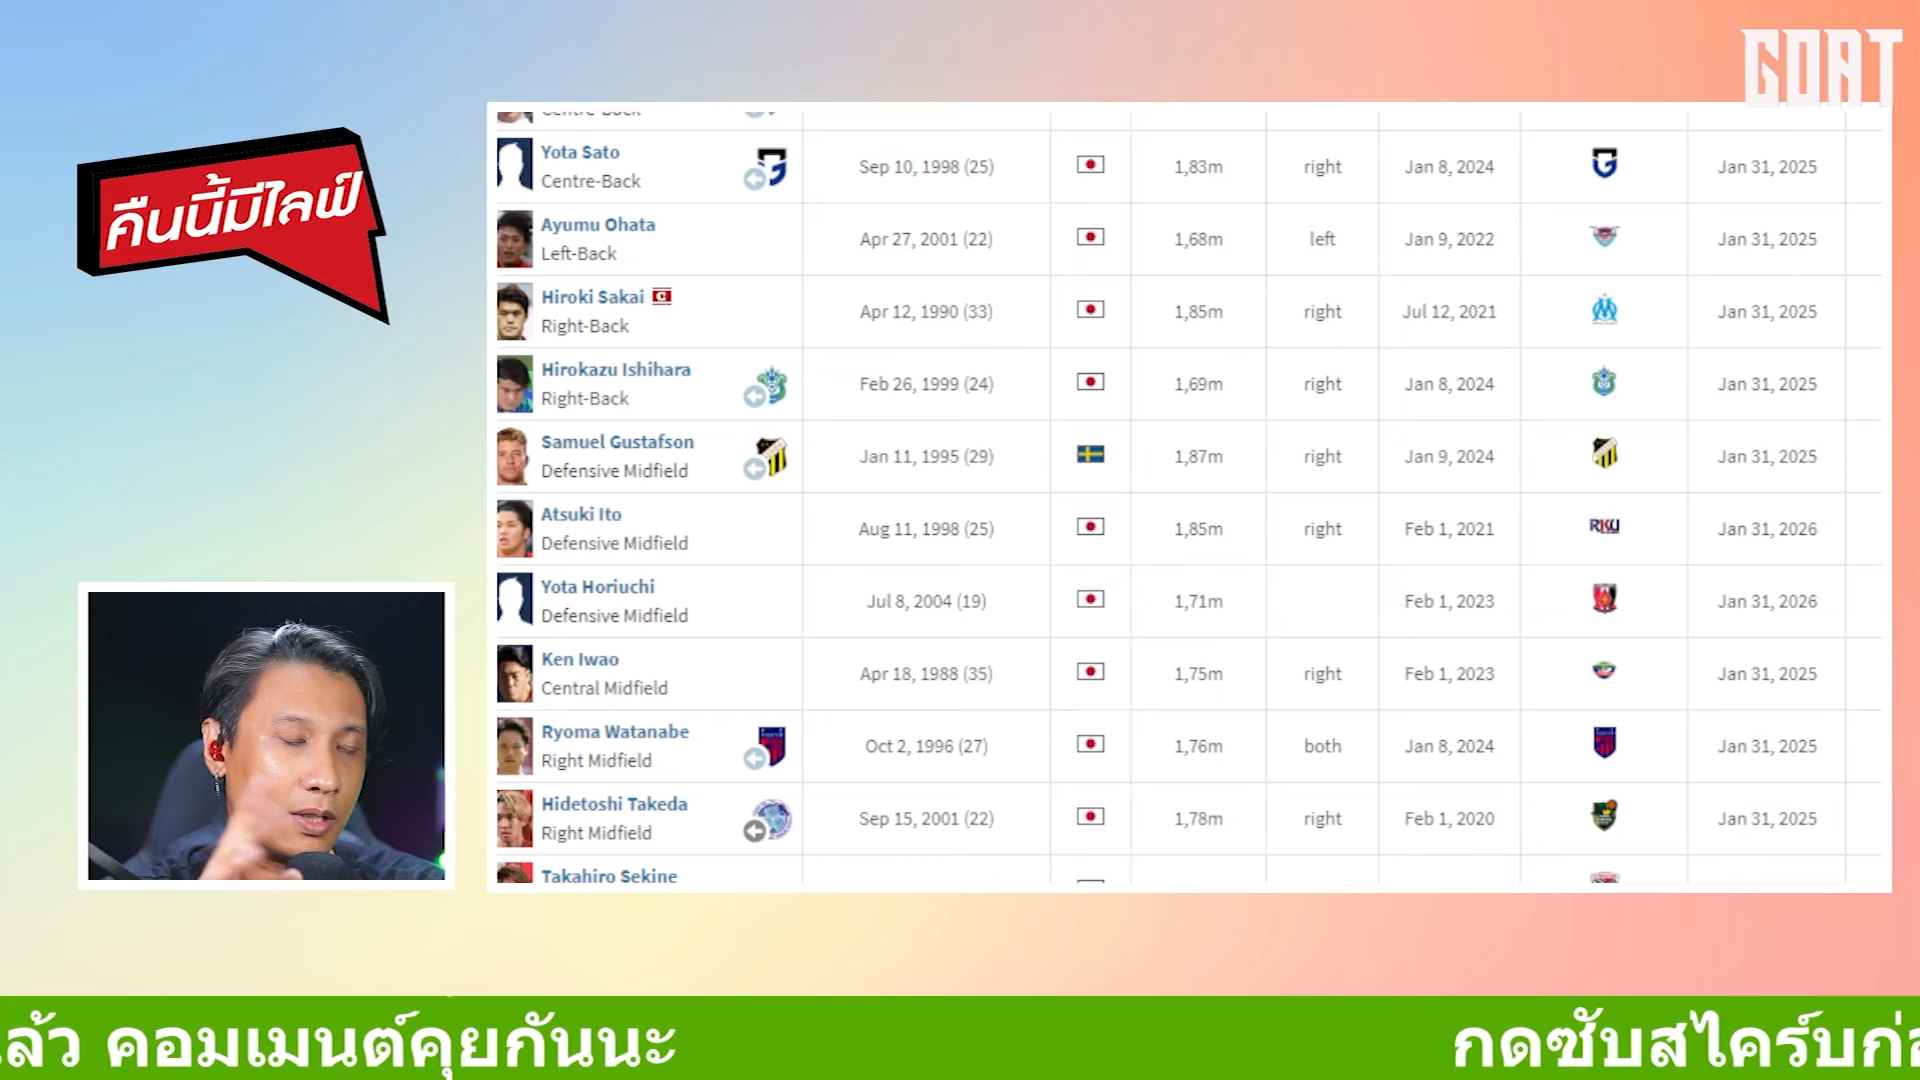 GOAT
คืนนี้มีไลฟ์
Centre-Back
Yota Sato
Centre-Back
Sep 10, 1998 (25) 1,83m right Jan 8, 2024 Jan 31, 2025
Ayumu Ohata
Left-Back
Apr 27, 2001 (22) 1,68m left Jan 9, 2022 Jan 31, 2025
Hiroki Sakai C
Right-Back
Apr 12, 1990 (33) 1,85m right Jul 12, 2021 Jan 31, 2025
Hirokazu Ishihara
Right-Back
Feb 26, 1999 (24) 1,69m right Jan 8, 2024 Jan 31, 2025
Samuel Gustafson
Defensive Midfield
Jan 11, 1995 (29) 1,87m right Jan 9, 2024 Jan 31, 2025
Atsuki Ito
Defensive Midfield
Aug 11, 1998 (25) 1,85m right Feb 1, 2021 RKU Jan 31, 2026
Yota Horiuchi
Defensive Midfield
Jul 8, 2004 (19) 1,71m Feb 1, 2023 Jan 31, 2026
Ken Iwao
Central Midfield
Apr 18, 1988 (35) 1,75m right Feb 1, 2023 Jan 31, 2025
Ryoma Watanabe
Right Midfield
Oct 2, 1996 (27) 1,76m both Jan 8, 2024 Jan 31, 2025
Hidetoshi Takeda
Right Midfield
Sep 15, 2001 (22) 1,78m right Feb 1, 2020 Jan 31, 2025
Takahiro Sekine
ล้ว คอมเมนต์คุยกันนะ กดซับสไคร์บก่อ